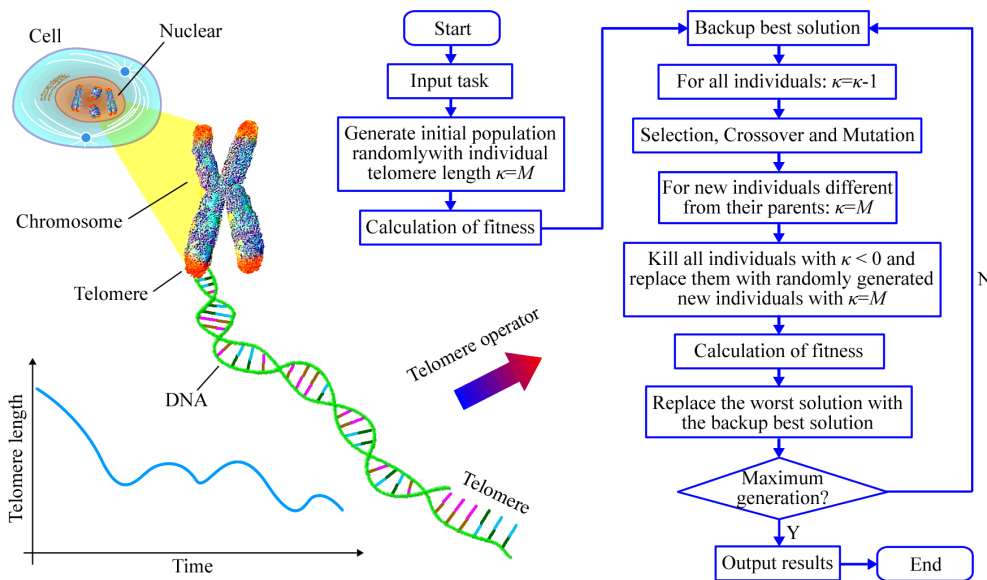 Cell
Nuclear
Chromosome
Telomere
DNA
Telomere
Telomere length
Time
Telomere operator
Start
Input task
Generate initial population
randomlywith individual
telomere length κ=M
Calculation of fitness
Backup best solution
For all individuals: κ=κ-1
Selection, Crossover and Mutation
For new individuals different
from their parents: κ=M
Kill all individuals with κ < 0 and
replace them with randomly generated
new individuals with κ=M
Calculation of fitness
Replace the worst solution with
the backup best solution
Maximum
generation?
N
Y
Output results
End